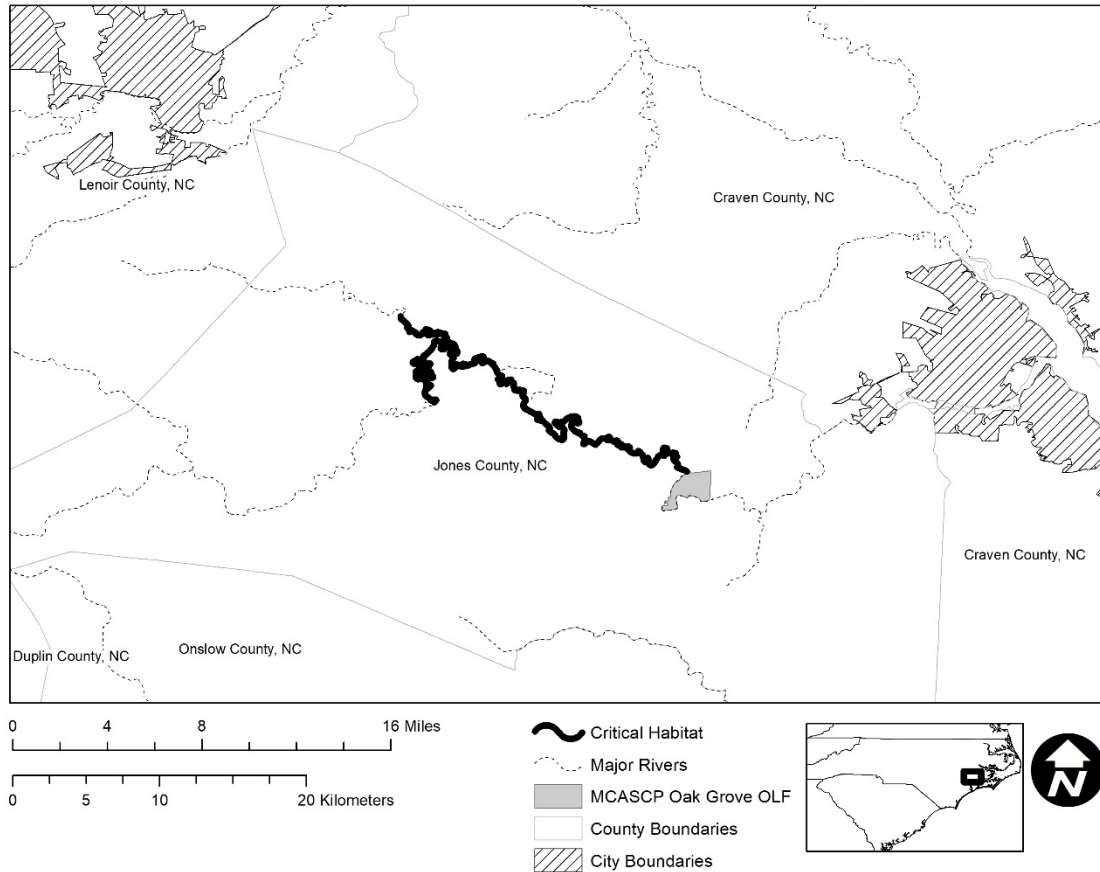 Lenoir County, NC
Craven County, NC
Jones County, NC
Craven County, NC
Duplin County, NC
Onslow County, NC
0 4 8 16 Miles
0 5 10 20 Kilometers
Critical Habitat
Major Rivers
MCASCP Oak Grove OLF
County Boundaries
City Boundaries
N